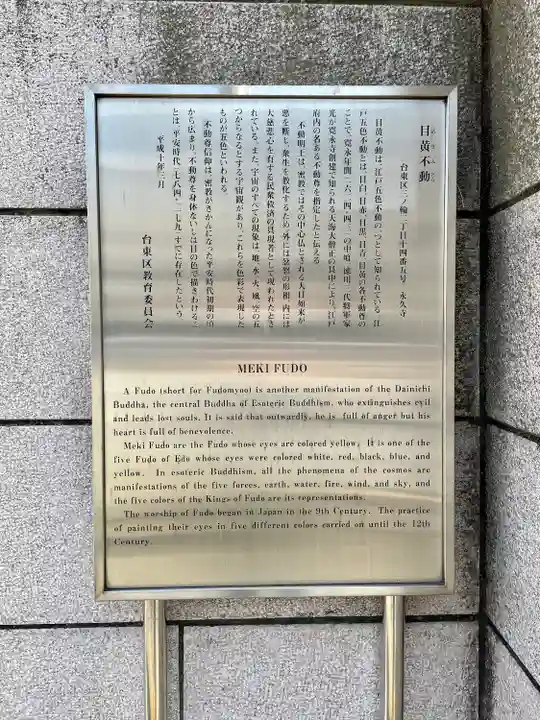 目黄不動
台東区三ノ輪二丁目十四番五号 永久寺
目黄不動は、江戸五色不動の一つとして知られている。江
戸五色不動とは、目白、目赤、目黒、目青、目黄の各不動尊の
ことで、寛永年間（一六二四―四三）の中頃、徳川三代将軍家
光が寛永寺創建で知られる天海大僧正の具申により、江戸
府内の名ある不動尊を指定したと伝える。
不動明王は、密教ではその中心仏とされる大日如来が
悪を断じ、衆生を教化するため、外には忿怒の形相、内には
大慈悲心を有する民衆救済の具現者として現われたとさ
れている。また、宇宙のすべての現象は、地、水、火、風、空の五
つからなるとする宇宙観があり、これらを色彩で表現した
ものが五色といわれる。
不動尊信仰は、密教がさかんになった平安時代初期の頃
から広まり、不動尊を身体ないしは目の色で描きわけるこ
とは、平安時代（七八四―一一七九）すでに存在したという。
平成十年三月
台東区教育委員会
MEKI FUDO
A Fudo (short for Fudomyoo) is another manifestation of the Dainichi
Buddha, the central Buddha of Esoteric Buddhism, who extinguishes evil
and leads lost souls. It is said that outwardly, he is full of anger but his
heart is full of benevolence.
Meki Fudo are the Fudo whose eyes are colored yellow. It is one of the
five Fudo of Edo whose eyes were colored white, red, black, blue, and
yellow. In esoteric Buddhism, all the phenomena of the cosmos are
manifestations of the five forces, earth, water, fire, wind, and sky, and
the five colors of the Kings of Fudo are its representations.
The worship of Fudo began in Japan in the 9th Century. The practice
of painting their eyes in five different colors carried on until the 12th
Century.